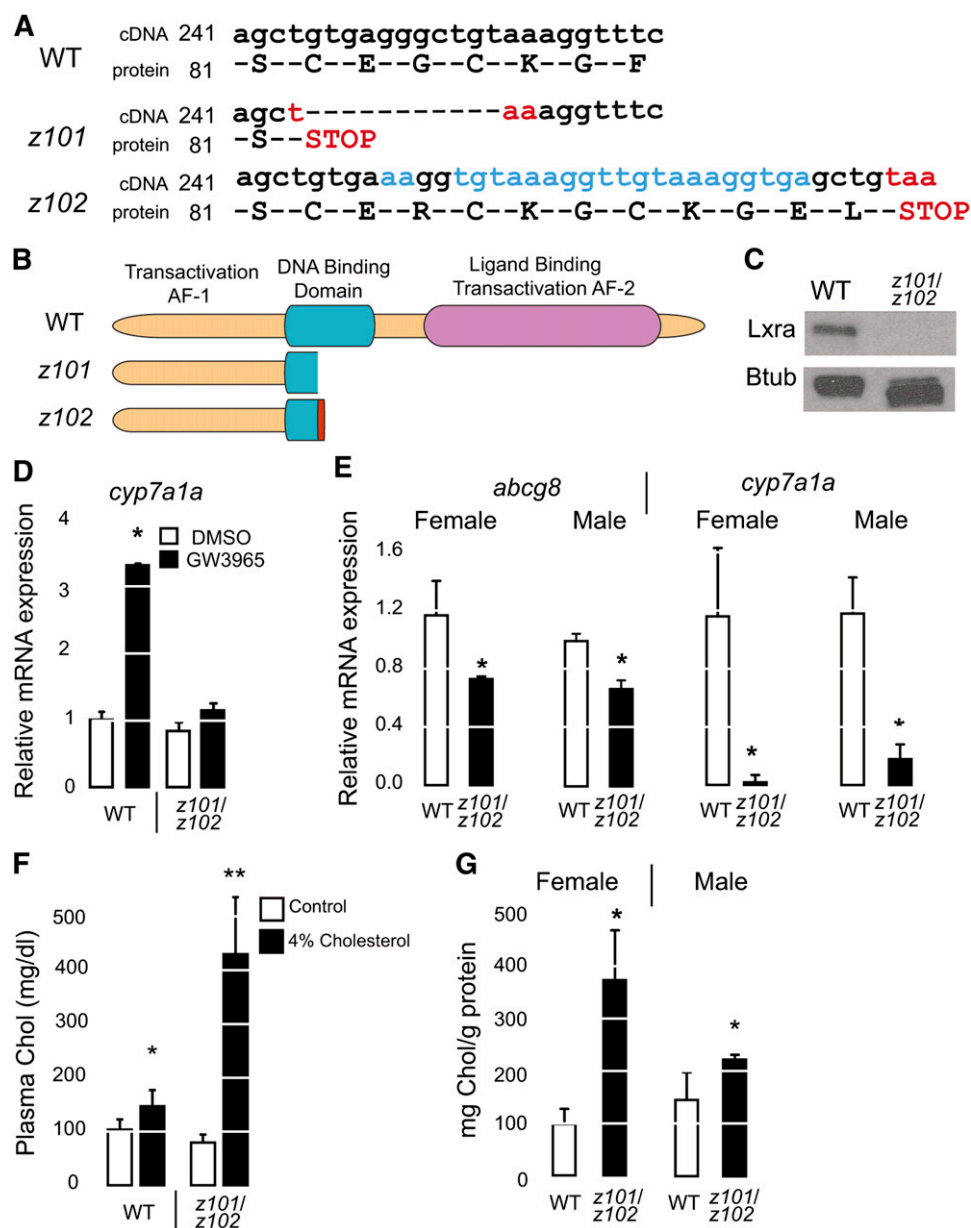 A
WT
cDNA 241 agctgtgagggctgtaaaggtttc
protein 81 -S--C--E--G--C--K--G--F
z101
cDNA 241 agct------------aaaggtttc
protein 81 -S--STOP
z102
cDNA 241 agctgtgaaaggtgtaaaggttgtaaaggtgagctgtaa
protein 81 -S--C--E--R--C--K--G--C--K--G--E--L--STOP
B
Transactivation
AF-1
DNA Binding
Domain
Ligand Binding
Transactivation AF-2
WT
z101
z102
C
WT
z101/
z102
Lxra
Btub
D
cyp7a1a
Relative mRNA expression
4
3
2
1
0
*
DMSO
GW3965
WT
z101/
z102
E
abcg8
cyp7a1a
Female
Male
Female
Male
Relative mRNA expression
1.6
1.2
0.8
0.4
0.0
*
*
*
*
WT
z101/
z102
WT
z101/
z102
WT
z101/
z102
WT
z101/
z102
F
Plasma Chol (mg/dl)
500
400
300
200
100
0
*
**
Control
4% Cholesterol
WT
z101/
z102
G
Female
Male
mg Chol/g protein
500
400
300
200
100
0
*
*
WT
z101/
z102
WT
z101/
z102